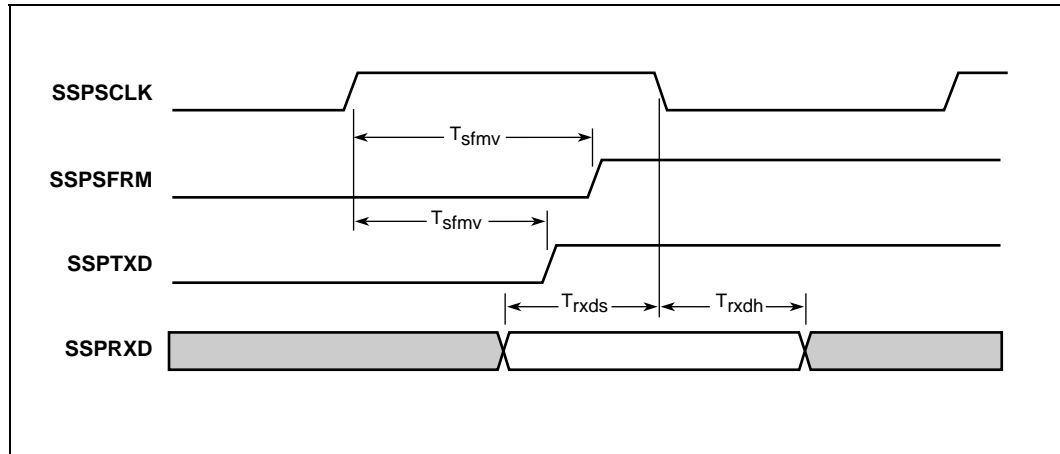 SSPSCLK
Tsfmv
SSPSFRM
Tsfmv
SSPTXD
Trxds Trxdh
SSPRXD